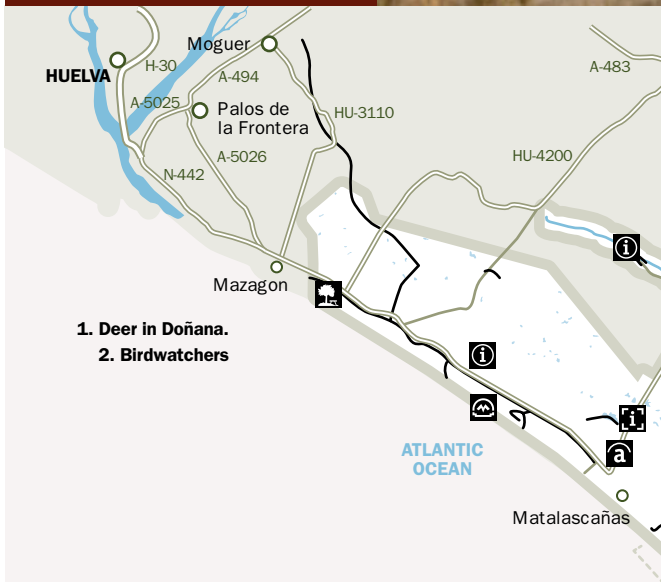 Moguer
H-30
HUELVA
A-494
A-483
A-5025
Palos de
la Frontera
HU-3110
A-5026
HU-4200
N-442
i
Mazagon
1. Deer in Doñana.
2. Birdwatchers
i
i
ATLANTIC
OCEAN
a
Matalascañas